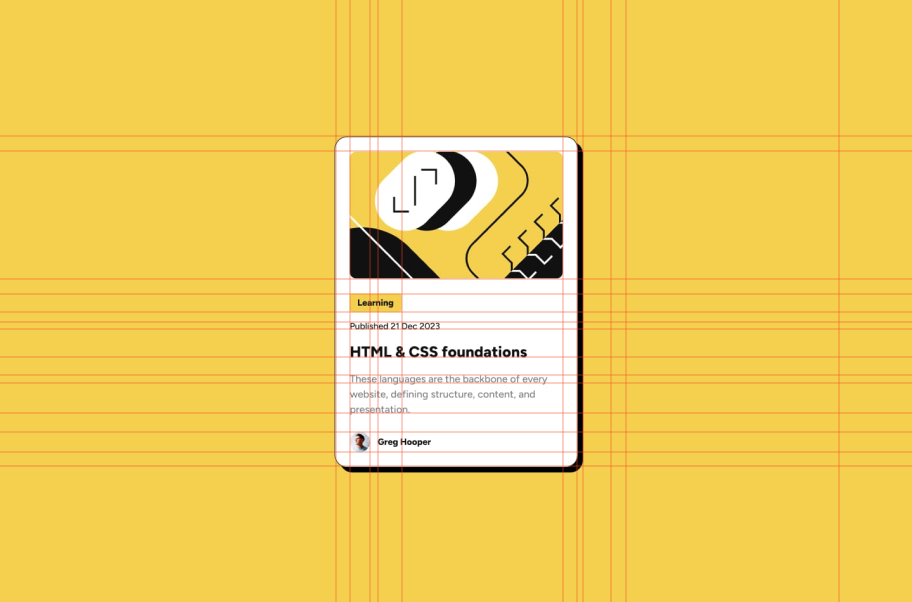 Learning
Published 21 Dec 2023
HTML & CSS foundations
These languages are the backbone of every
website, defining structure, content, and
presentation.
Greg Hooper